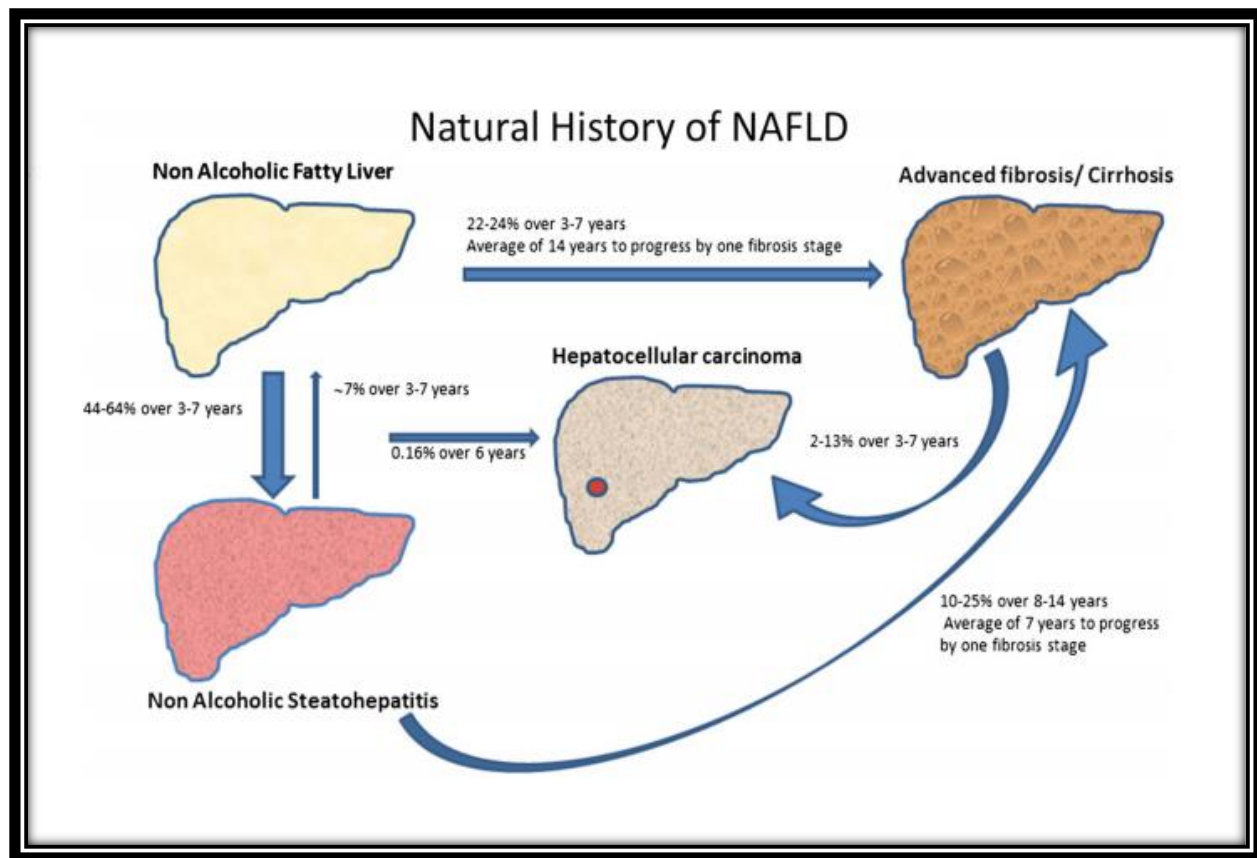 Natural History of NAFLD
Non Alcoholic Fatty Liver
Advanced fibrosis/ Cirrhosis
22-24% over 3-7 years
Average of 14 years to progress by one fibrosis stage
Hepatocellular carcinoma
~7% over 3-7 years
44-64% over 3-7 years
0.16% over 6 years
2-13% over 3-7 years
10-25% over 8-14 years
Average of 7 years to progress
by one fibrosis stage
Non Alcoholic Steatohepatitis